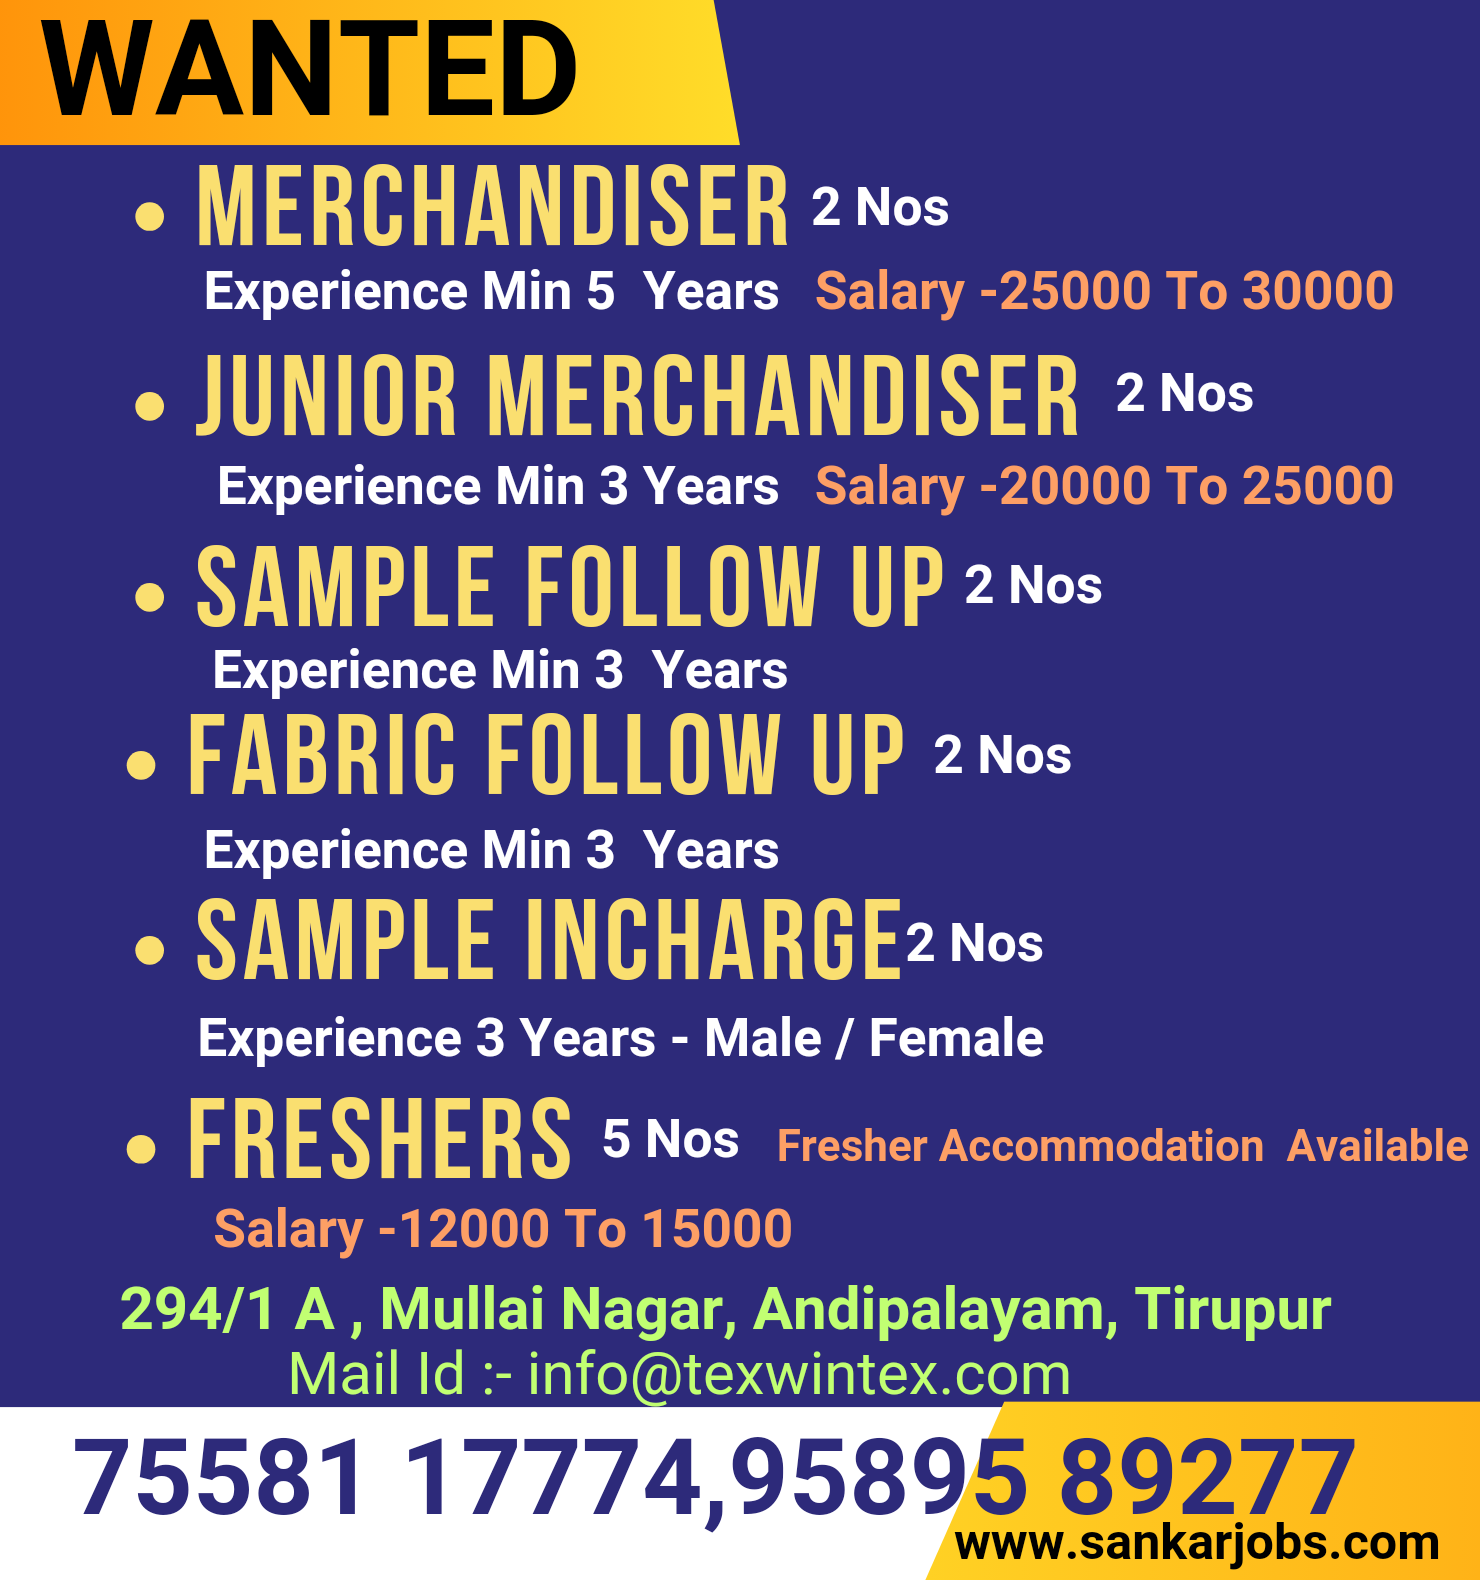 WANTED
• MERCHANDISER 2 Nos
Experience Min 5 Years Salary -25000 To 30000
• JUNIOR MERCHANDISER 2 Nos
Experience Min 3 Years Salary -20000 To 25000
• SAMPLE FOLLOW UP 2 Nos
Experience Min 3 Years
• FABRIC FOLLOW UP 2 Nos
Experience Min 3 Years
• SAMPLE INCHARGE 2 Nos
Experience 3 Years - Male / Female
• FRESHERS 5 Nos Fresher Accommodation Available
Salary -12000 To 15000
294/1 A , Mullai Nagar, Andipalayam, Tirupur
Mail Id :- info@texwintex.com
75581 17774,95895 89277
www.sankarjobs.com